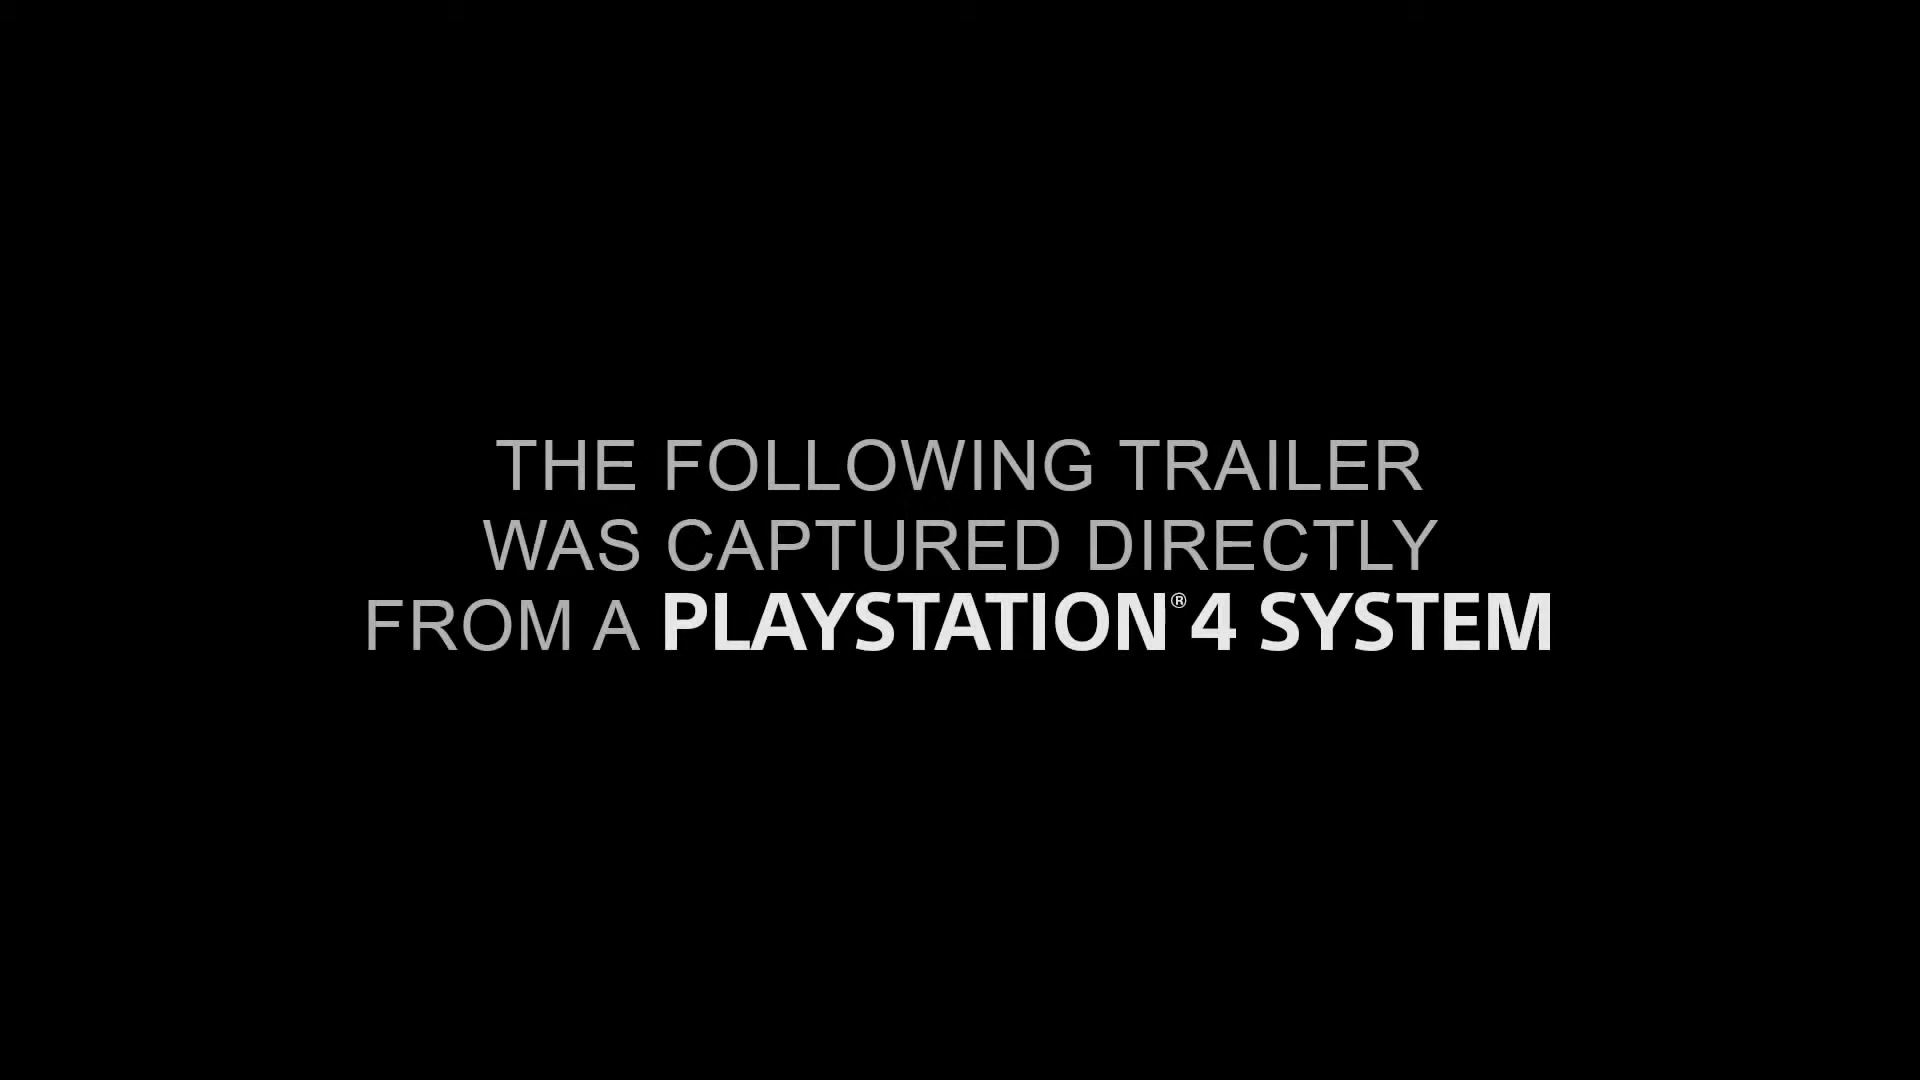 THE FOLLOWING TRAILER
WAS CAPTURED DIRECTLY
FROM A PLAYSTATION®4 SYSTEM